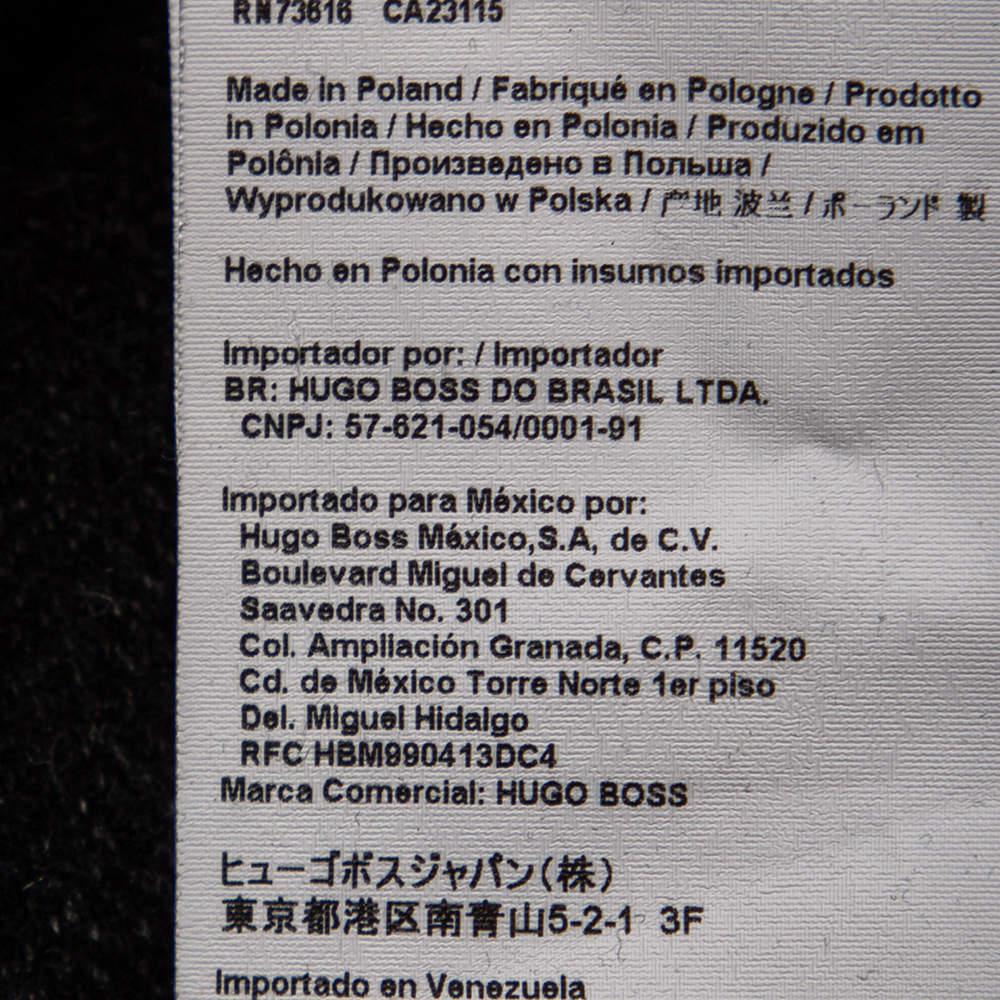 RN73616 CA23115
Made in Poland / Fabriqué en Pologne / Prodotto
in Polonia / Hecho en Polonia / Produzido em
Polônia / Произведено в Польша /
Wyprodukowano w Polska / 产地 波兰 / ポーランド 製
Hecho en Polonia con insumos importados
Importador por: / Importador
BR: HUGO BOSS DO BRASIL LTDA.
CNPJ: 57-621-054/0001-91
Importado para México por:
Hugo Boss México,S.A, de C.V.
Boulevard Miguel de Cervantes
Saavedra No. 301
Col. Ampliación Granada, C.P. 11520
Cd. de México Torre Norte 1er piso
Del. Miguel Hidalgo
RFC HBM990413DC4
Marca Comercial: HUGO BOSS
ヒューゴボスジャパン(株)
東京都港区南青山5-2-1 3F
Importado en Venezuela